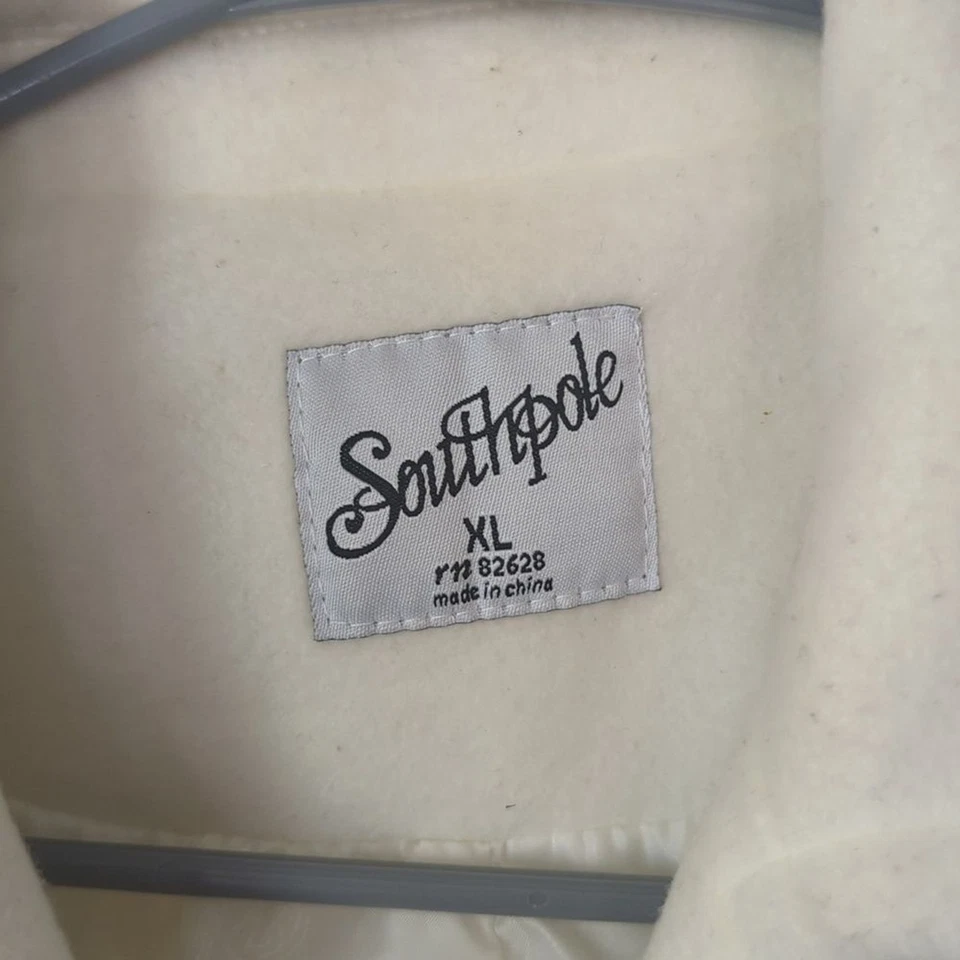 Southpole
XL
rn 82628
made in china